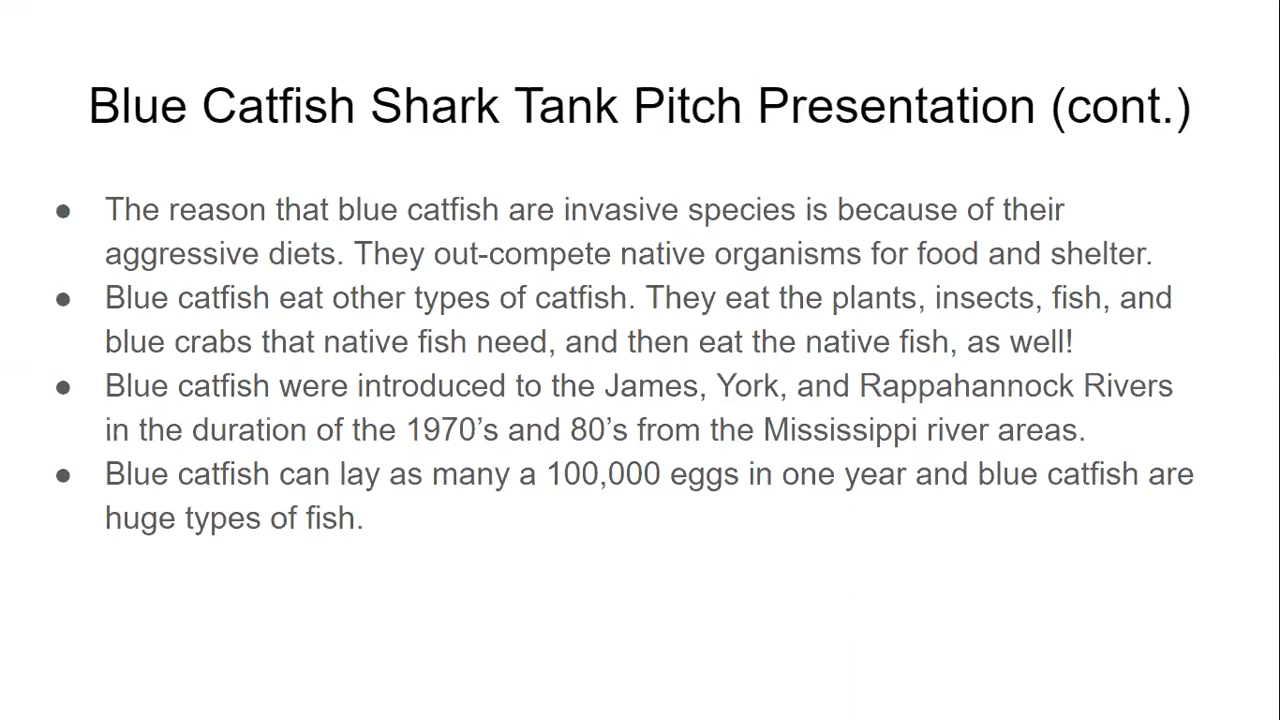 Blue Catfish Shark Tank Pitch Presentation (cont.)
● The reason that blue catfish are invasive species is because of their
aggressive diets. They out-compete native organisms for food and shelter.
● Blue catfish eat other types of catfish. They eat the plants, insects, fish, and
blue crabs that native fish need, and then eat the native fish, as well!
● Blue catfish were introduced to the James, York, and Rappahannock Rivers
in the duration of the 1970’s and 80’s from the Mississippi river areas.
● Blue catfish can lay as many a 100,000 eggs in one year and blue catfish are
huge types of fish.